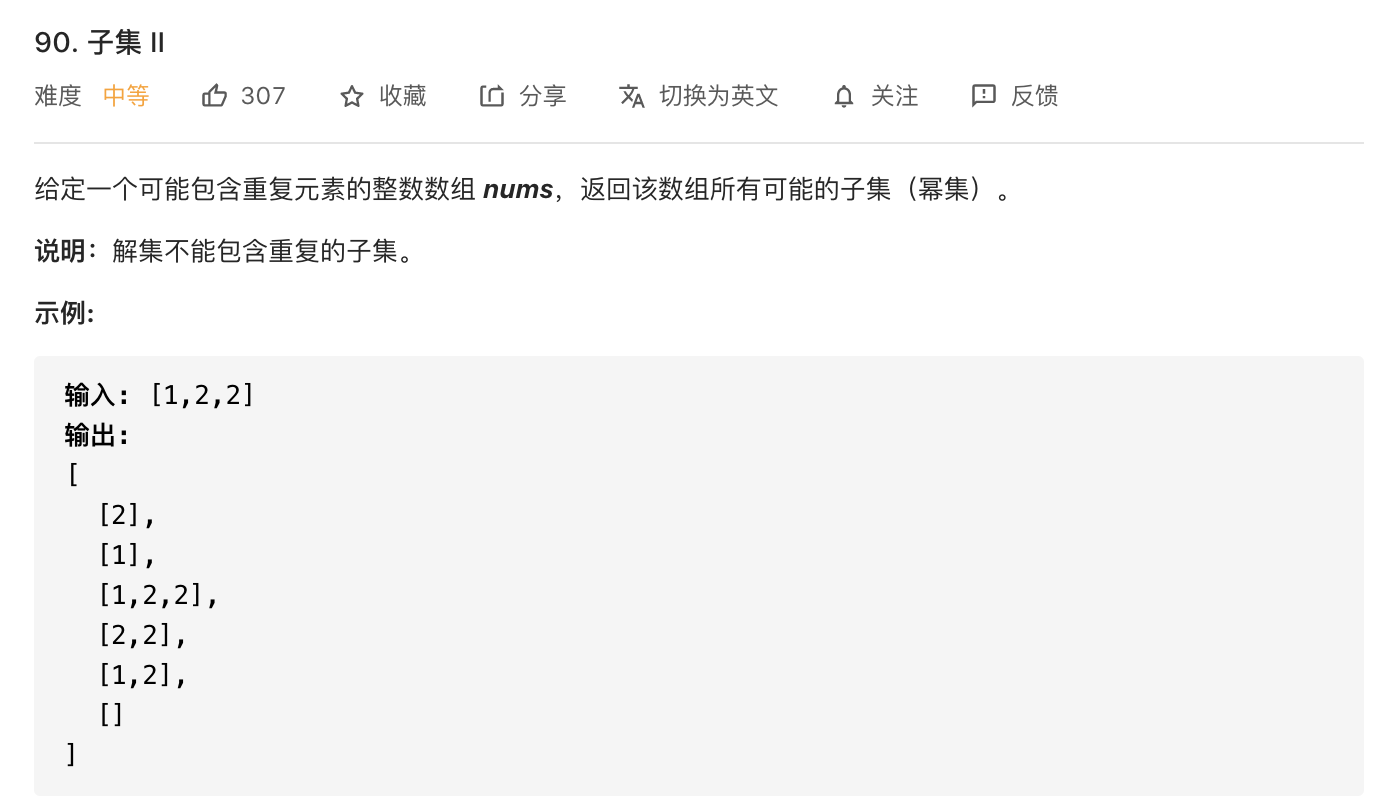 90. 子集 II
难度 中等 307 收藏 分享 切换为英文 关注 反馈
给定一个可能包含重复元素的整数数组 nums，返回该数组所有可能的子集（幂集）。
说明：解集不能包含重复的子集。
示例:
输入: [1,2,2]
输出:
[
[2],
[1],
[1,2,2],
[2,2],
[1,2],
[]
]